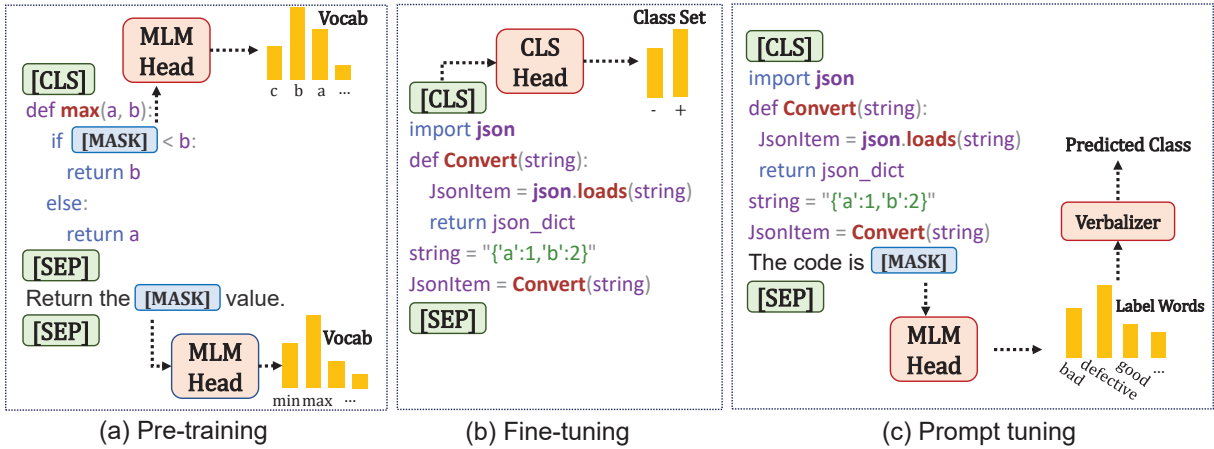 MLM
Head
Vocab
c b a ...
[CLS]
def max(a, b):
if [MASK] < b:
return b
else:
return a
[SEP]
Return the [MASK] value.
[SEP]
MLM
Head
Vocab
min max ...
(a) Pre-training
CLS
Head
Class Set
- +
[CLS]
import json
def Convert(string):
JsonItem = json.loads(string)
return json_dict
string = "{'a':1,'b':2}"
JsonItem = Convert(string)
[SEP]
(b) Fine-tuning
[CLS]
import json
def Convert(string):
JsonItem = json.loads(string)
return json_dict
string = "{'a':1,'b':2}"
JsonItem = Convert(string)
The code is [MASK]
[SEP]
MLM
Head
Predicted Class
Verbalizer
Label Words
bad defective good ...
(c) Prompt tuning